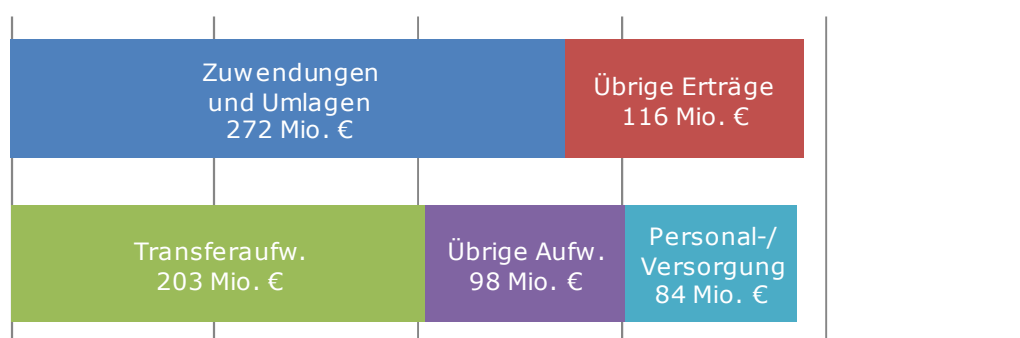 Zuwendungen
und Umlagen
272 Mio. €
Übrige Erträge
116 Mio. €
Transferaufw.
203 Mio. €
Übrige Aufw.
98 Mio. €
Personal-/
Versorgung
84 Mio. €